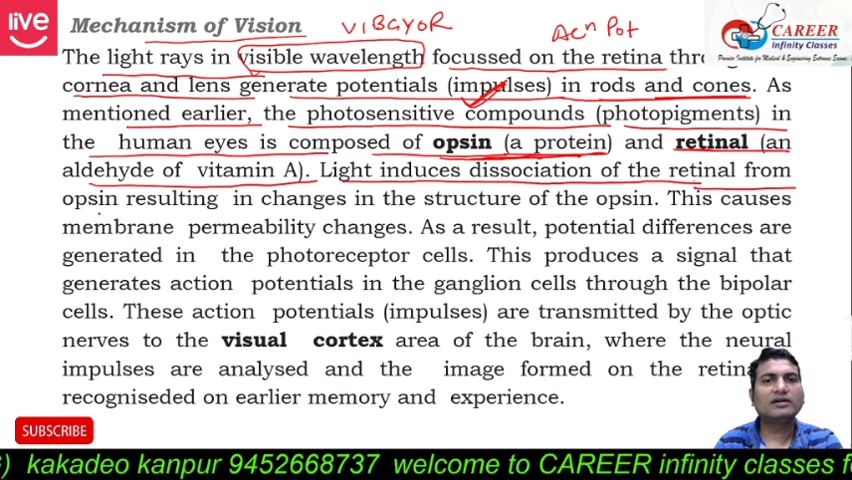 live
Mechanism of Vision
VIBGYOR
Acn Pot
CAREER
Infinity Classes
Premier Institute for Medical & Engineering Entrance Exam.
The light rays in visible wavelength focussed on the retina
cornea and lens generate potentials (impulses) in rods and cones. As
mentioned earlier, the photosensitive compounds (photopigments) in
the human eyes is composed of opsin (a protein) and retinal (an
aldehyde of vitamin A). Light induces dissociation of the retinal from
opsin resulting in changes in the structure of the opsin. This causes
membrane permeability changes. As a result, potential differences are
generated in the photoreceptor cells. This produces a signal that
generates action potentials in the ganglion cells through the bipolar
cells. These action potentials (impulses) are transmitted by the optic
nerves to the visual cortex area of the brain, where the neural
impulses are analysed and the image formed on the
recogniseded on earlier memory and experience.
SUBSCRIBE
) kakadeo kanpur 9452668737 welcome to CAREER infinity classes